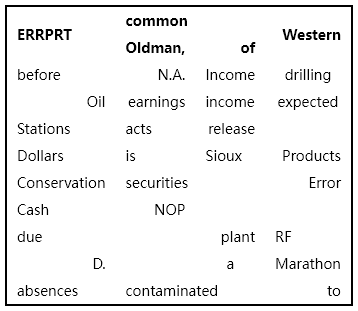 ERRPRT common Oldman, of Western
before N.A. Income drilling
Oil earnings income expected
Stations acts release
Dollars is Sioux Products
Conservation securities Error
Cash NOP
due plant RF
D. a Marathon
absences contaminated to